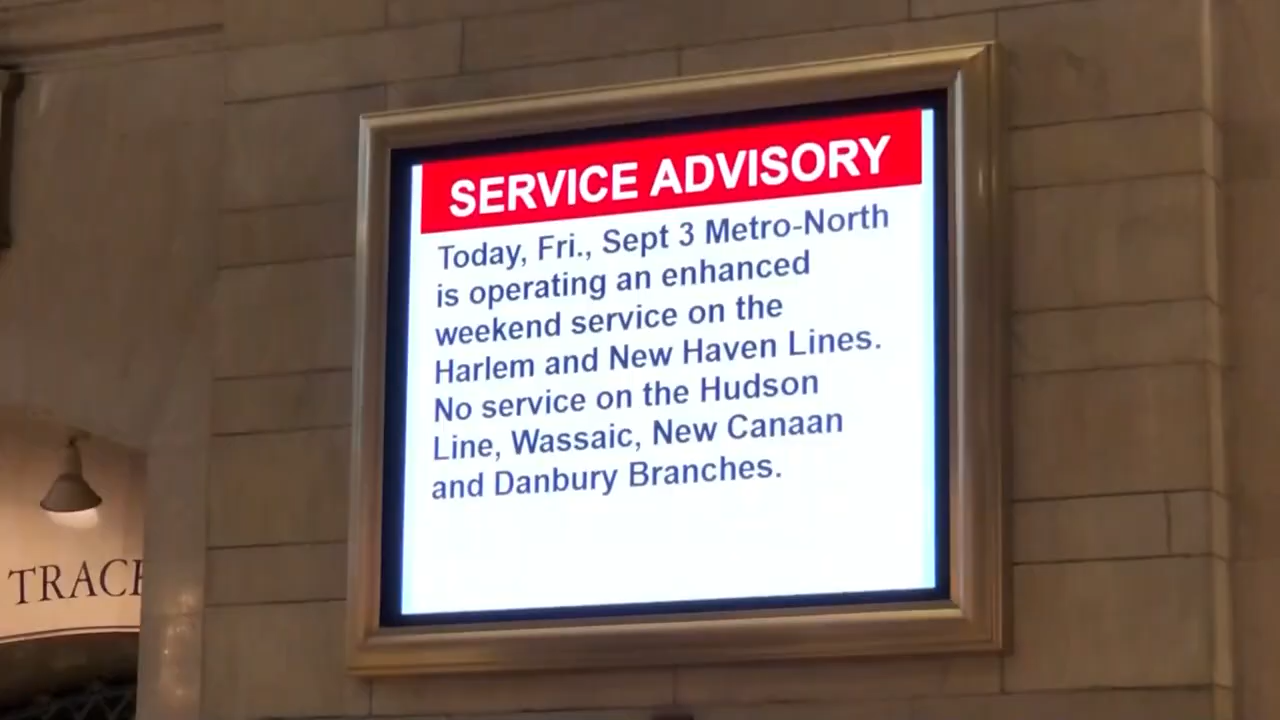 SERVICE ADVISORY
Today, Fri., Sept 3 Metro-North
is operating an enhanced
weekend service on the
Harlem and New Haven Lines.
No service on the Hudson
Line, Wassaic, New Canaan
and Danbury Branches.
TRACK